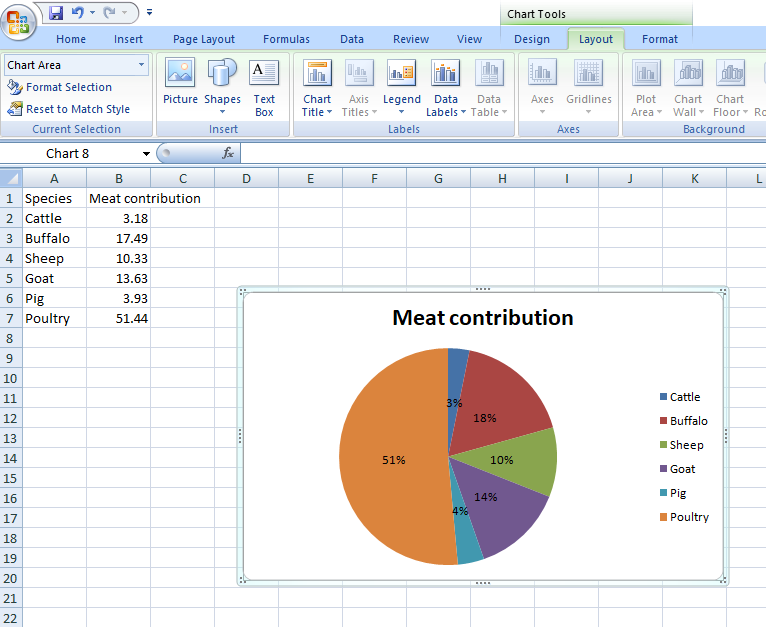 Chart Tools
Home Insert Page Layout Formulas Data Review View Design Layout Format
Chart Area
Format Selection
Reset to Match Style
Current Selection
Picture Shapes Text Box
Insert
Chart Title Axis Titles Legend Data Labels Data Table
Labels
Axes Gridlines
Axes
Plot Area Chart Wall Chart Floor Ro
Background
Chart 8 fx
A B C D E F G H I J K L
1 Species Meat contribution
2 Cattle 3.18
3 Buffalo 17.49
4 Sheep 10.33
5 Goat 13.63
6 Pig 3.93
7 Poultry 51.44
8
9
10
11
12
13
14
15
16
17
18
19
20
21
22
Meat contribution
3%
18%
10%
14%
4%
51%
Cattle
Buffalo
Sheep
Goat
Pig
Poultry